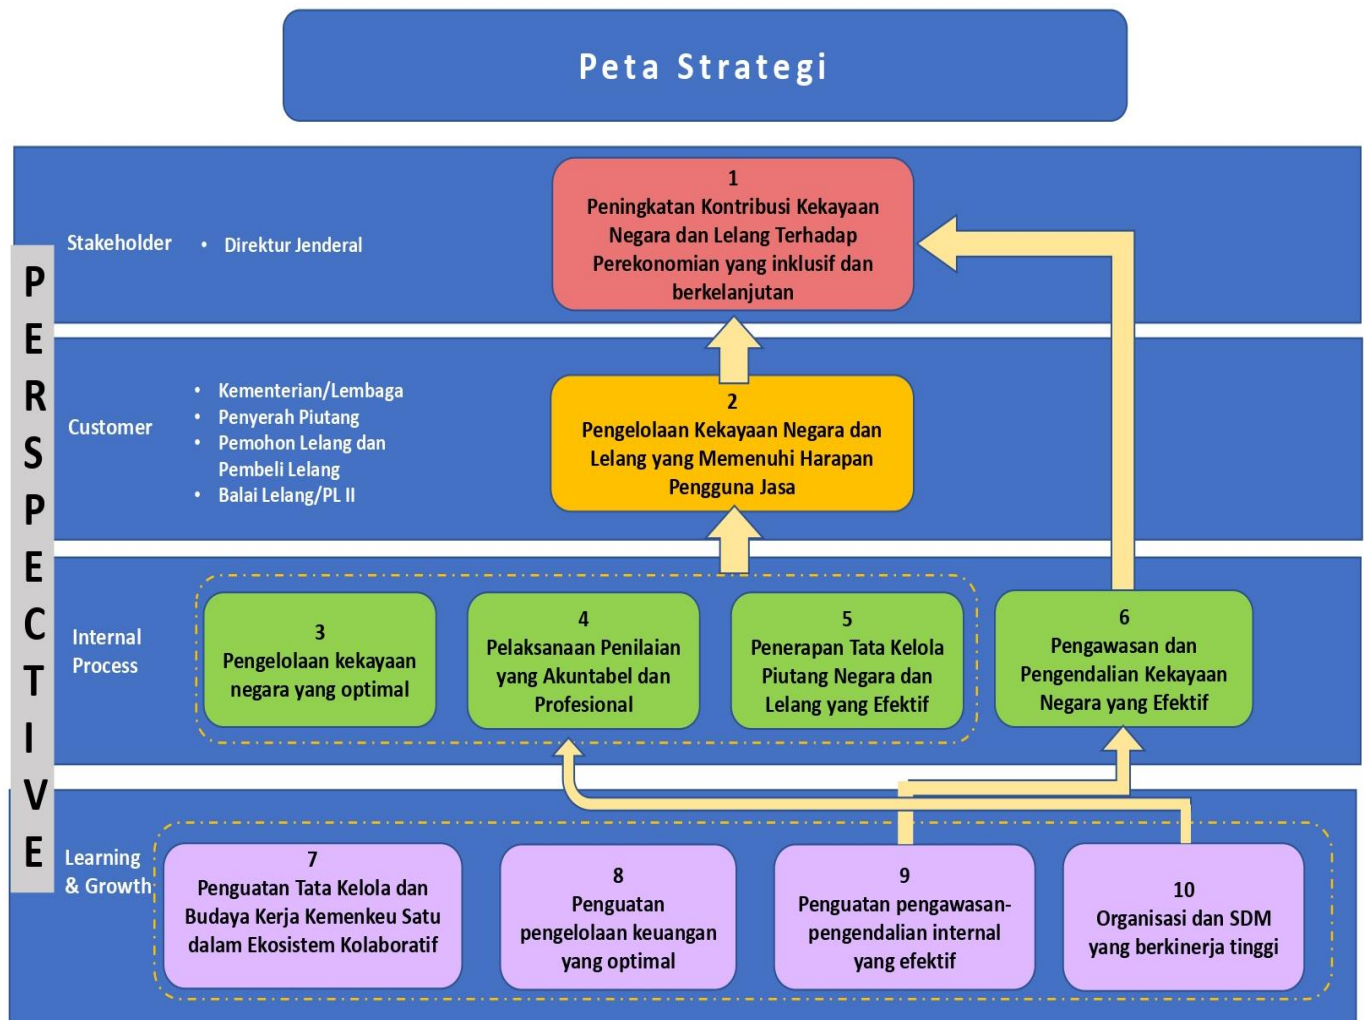 Peta Strategi
PERSPECTIVE
Stakeholder
• Direktur Jenderal
1
Peningkatan Kontribusi Kekayaan
Negara dan Lelang Terhadap
Perekonomian yang inklusif dan
berkelanjutan
Customer
• Kementerian/Lembaga
• Penyerah Piutang
• Pemohon Lelang dan
Pembeli Lelang
• Balai Lelang/PL II
2
Pengelolaan Kekayaan Negara dan
Lelang yang Memenuhi Harapan
Pengguna Jasa
Internal
Process
3
Pengelolaan kekayaan
negara yang optimal
4
Pelaksanaan Penilaian
yang Akuntabel dan
Profesional
5
Penerapan Tata Kelola
Piutang Negara dan
Lelang yang Efektif
6
Pengawasan dan
Pengendalian Kekayaan
Negara yang Efektif
Learning
& Growth
7
Penguatan Tata Kelola dan
Budaya Kerja Kemenkeu Satu
dalam Ekosistem Kolaboratif
8
Penguatan
pengelolaan keuangan
yang optimal
9
Penguatan pengawasan-
pengendalian internal
yang efektif
10
Organisasi dan SDM
yang berkinerja tinggi